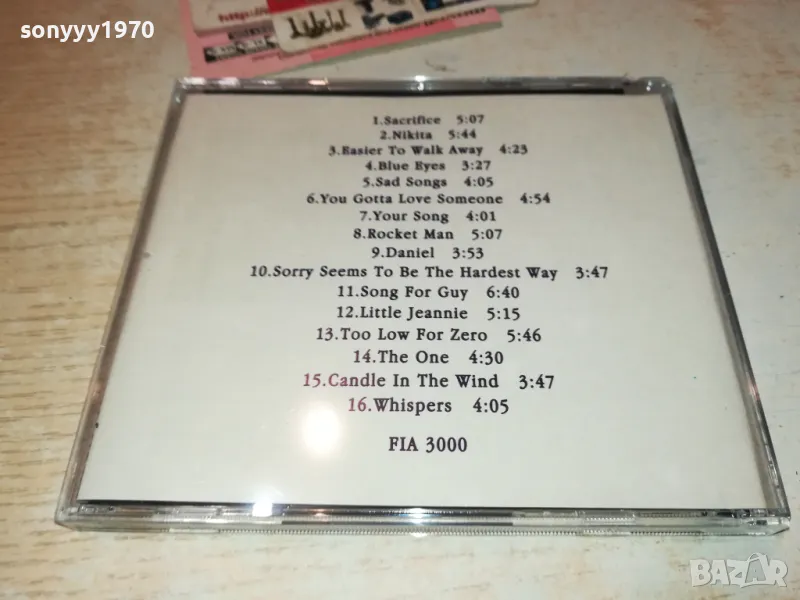 sonyyy1970
http://
1.Sacrifice 5:07
2.Nikita 5:44
3.Easier To Walk Away 4:23
4.Blue Eyes 3:27
5.Sad Songs 4:05
6.You Gotta Love Someone 4:54
7.Your Song 4:01
8.Rocket Man 5:07
9.Daniel 3:53
10.Sorry Seems To Be The Hardest Way 3:47
11.Song For Guy 6:40
12.Little Jeannie 5:15
13.Too Low For Zero 5:46
14.The One 4:30
15.Candle In The Wind 3:47
16.Whispers 4:05
FIA 3000
BAZAR